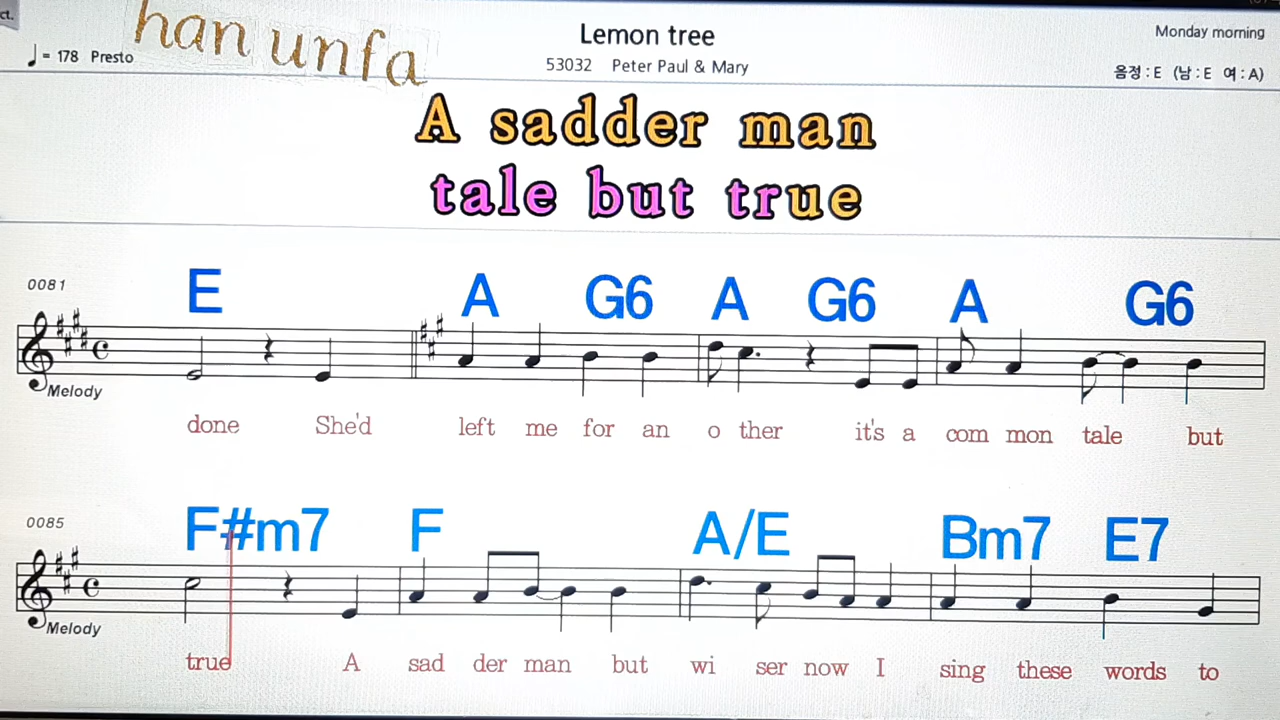 ct.
han unfa
Lemon tree
Monday morning
♩= 178 Presto
53032 Peter Paul & Mary
음정 : E (남 : E 여 : A)
A sadder man
tale but true
0081
E A G6 A G6 A G6
Melody
done She'd left me for an o ther it's a com mon tale but
0085
F#m7 F A/E Bm7 E7
Melody
true A sad der man but wi ser now I sing these words to